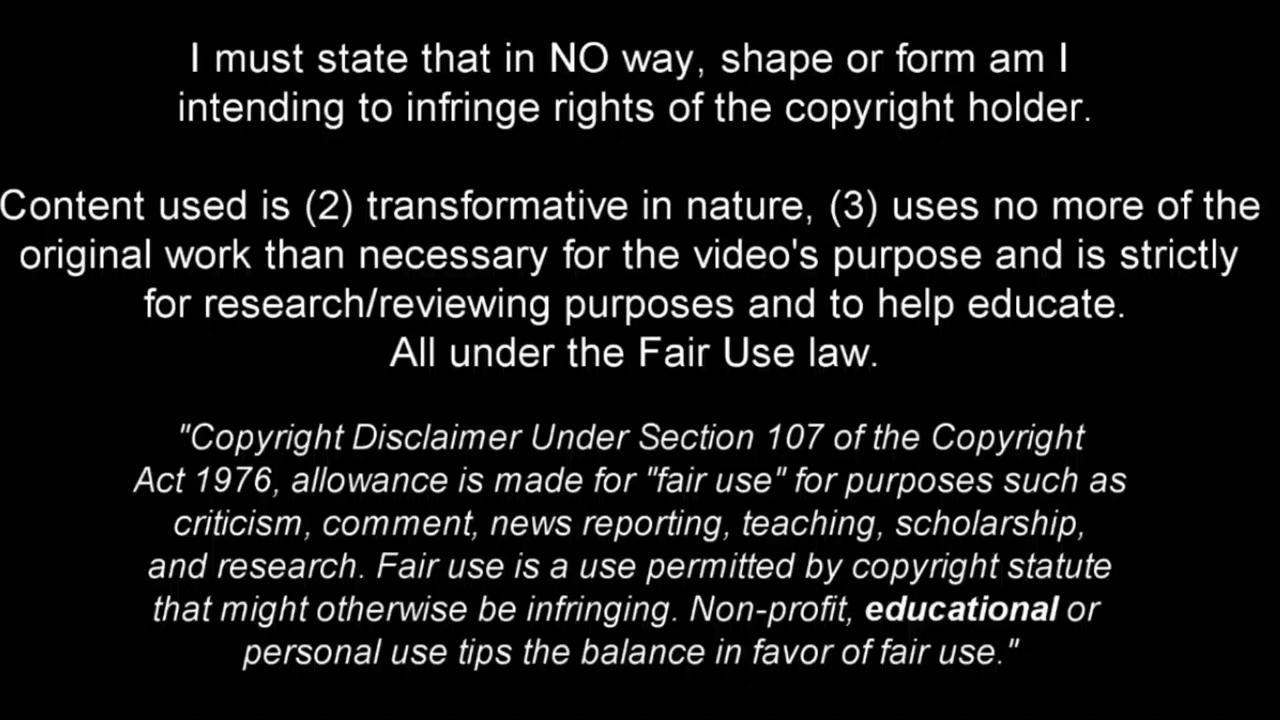 I must state that in NO way, shape or form am I
intending to infringe rights of the copyright holder.
Content used is (2) transformative in nature, (3) uses no more of the
original work than necessary for the video's purpose and is strictly
for research/reviewing purposes and to help educate.
All under the Fair Use law.
"Copyright Disclaimer Under Section 107 of the Copyright
Act 1976, allowance is made for "fair use" for purposes such as
criticism, comment, news reporting, teaching, scholarship,
and research. Fair use is a use permitted by copyright statute
that might otherwise be infringing. Non-profit, educational or
personal use tips the balance in favor of fair use."